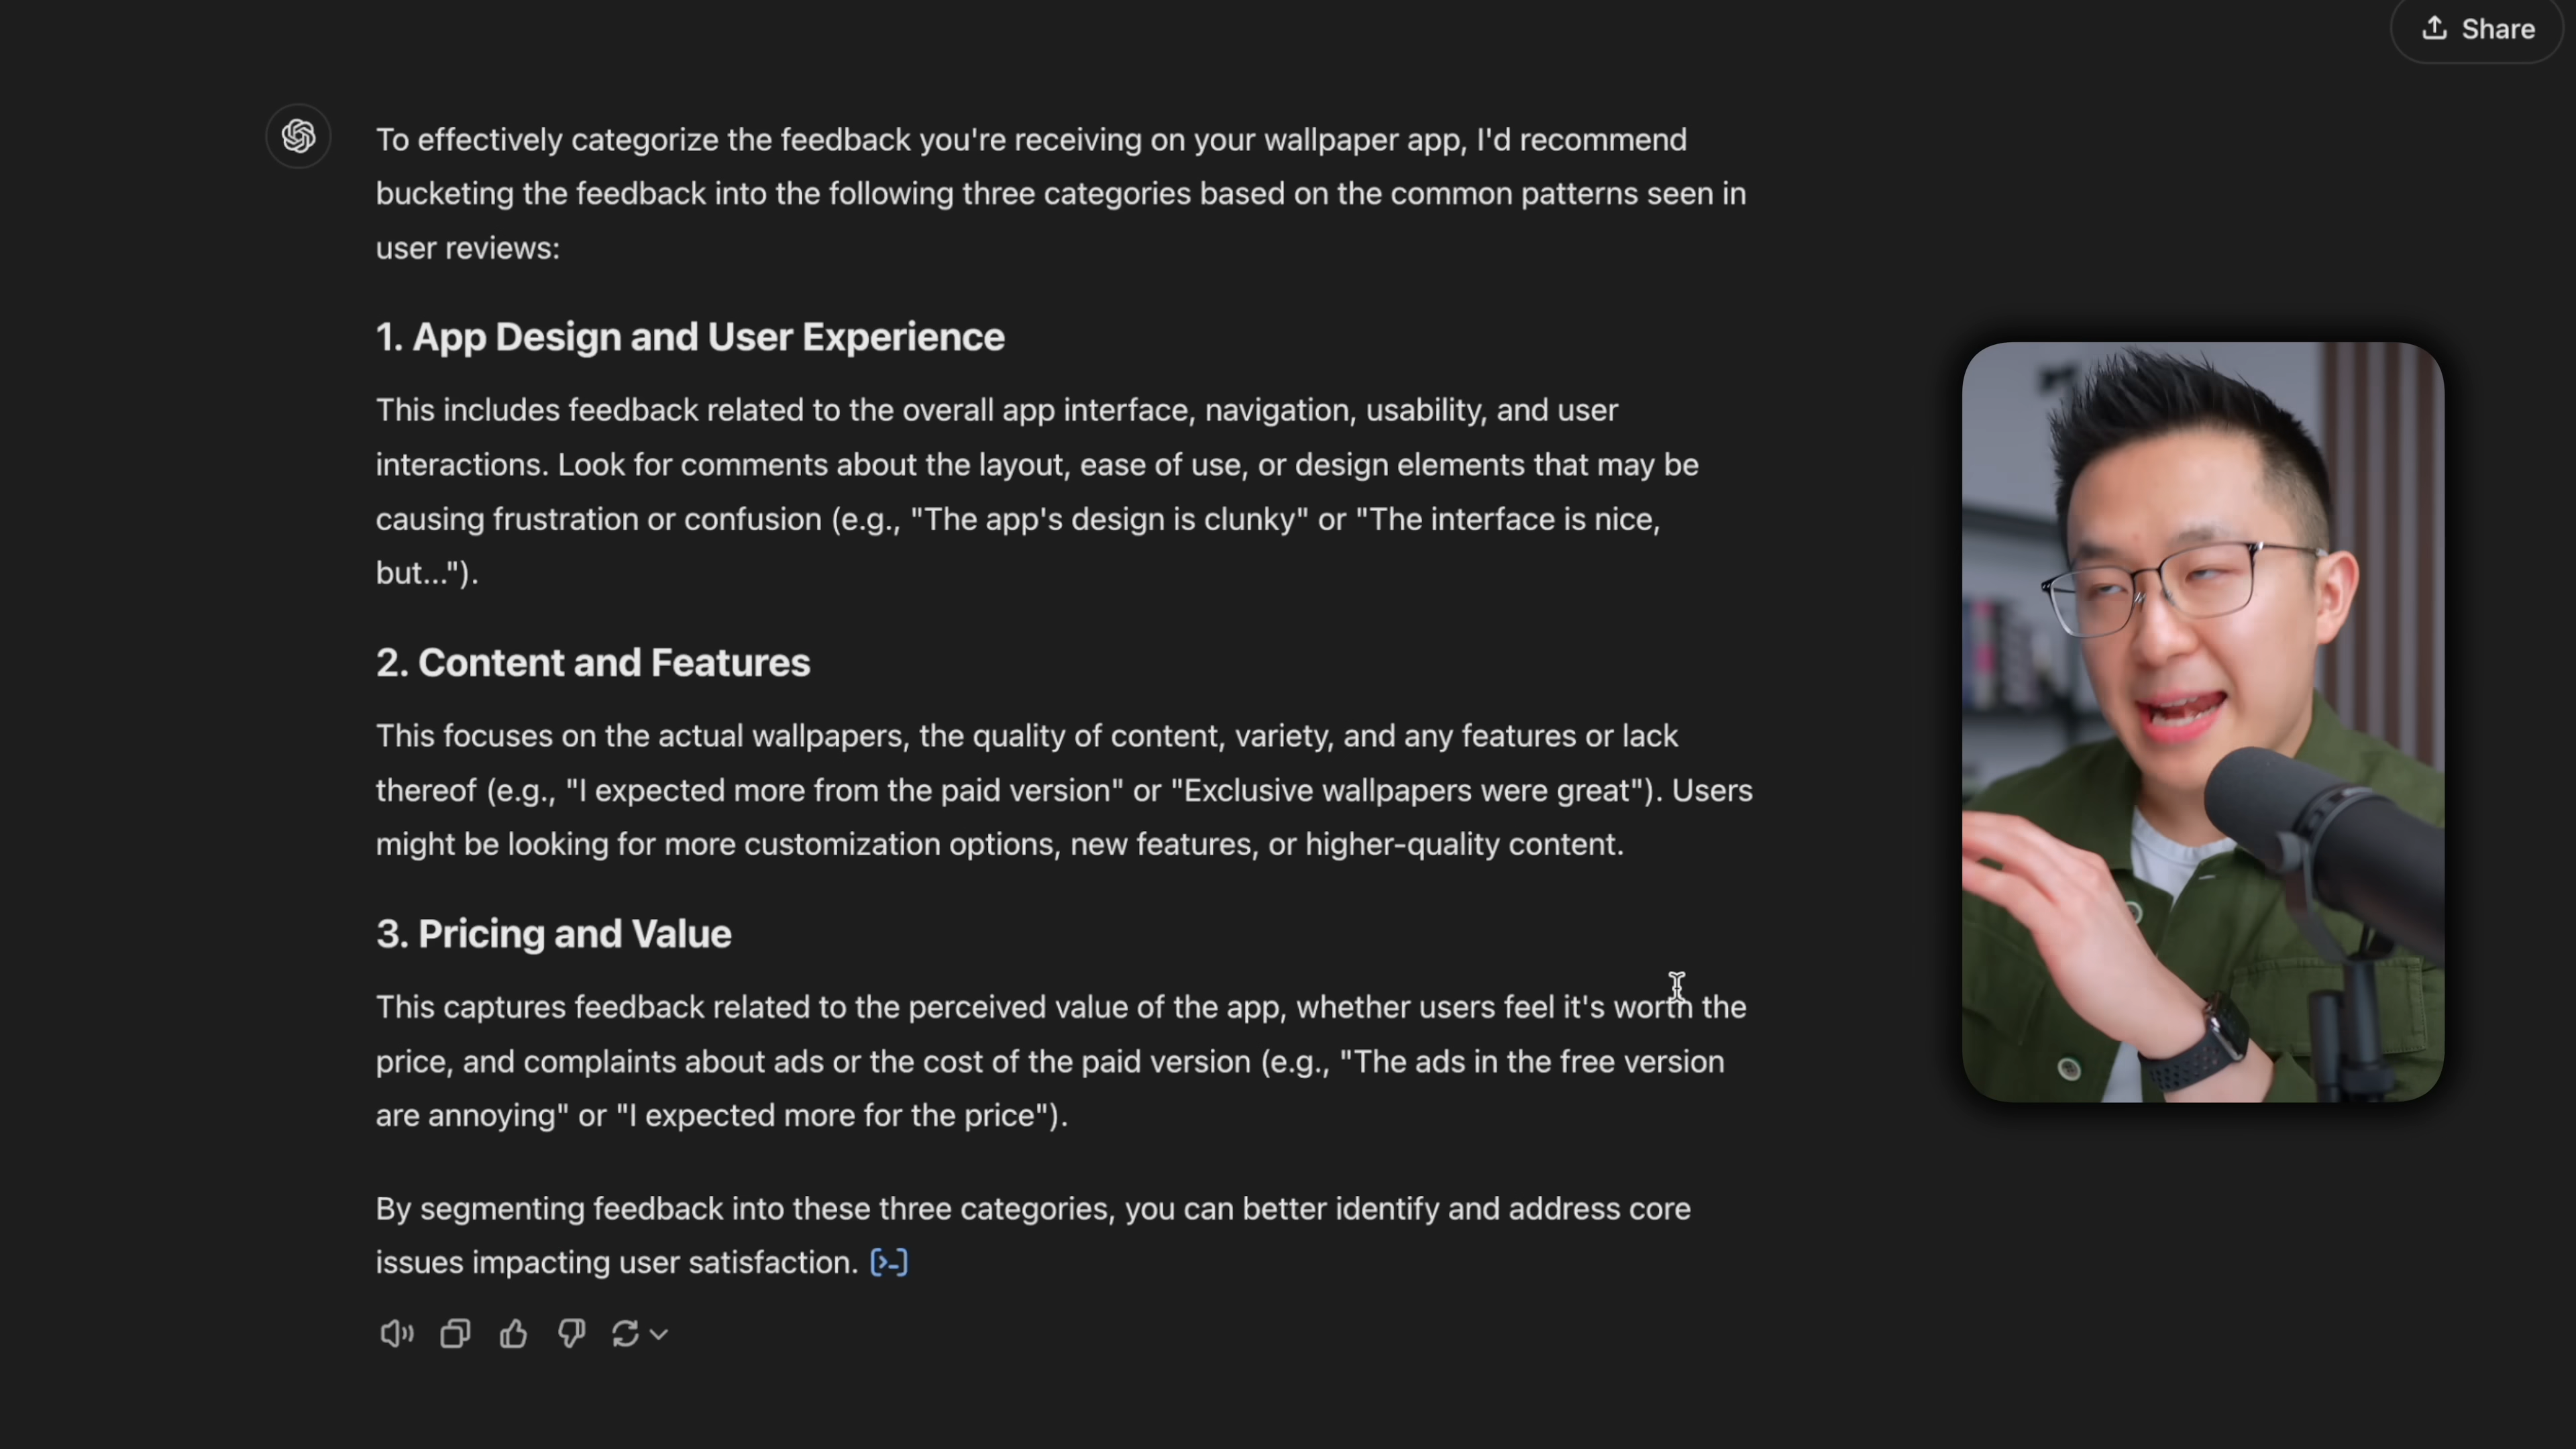 Share
To effectively categorize the feedback you're receiving on your wallpaper app, I'd recommend
bucketing the feedback into the following three categories based on the common patterns seen in
user reviews:
1. App Design and User Experience
This includes feedback related to the overall app interface, navigation, usability, and user
interactions. Look for comments about the layout, ease of use, or design elements that may be
causing frustration or confusion (e.g., "The app's design is clunky" or "The interface is nice,
but...").
2. Content and Features
This focuses on the actual wallpapers, the quality of content, variety, and any features or lack
thereof (e.g., "I expected more from the paid version" or "Exclusive wallpapers were great"). Users
might be looking for more customization options, new features, or higher-quality content.
3. Pricing and Value
This captures feedback related to the perceived value of the app, whether users feel it's worth the
price, and complaints about ads or the cost of the paid version (e.g., "The ads in the free version
are annoying" or "I expected more for the price").
By segmenting feedback into these three categories, you can better identify and address core
issues impacting user satisfaction.